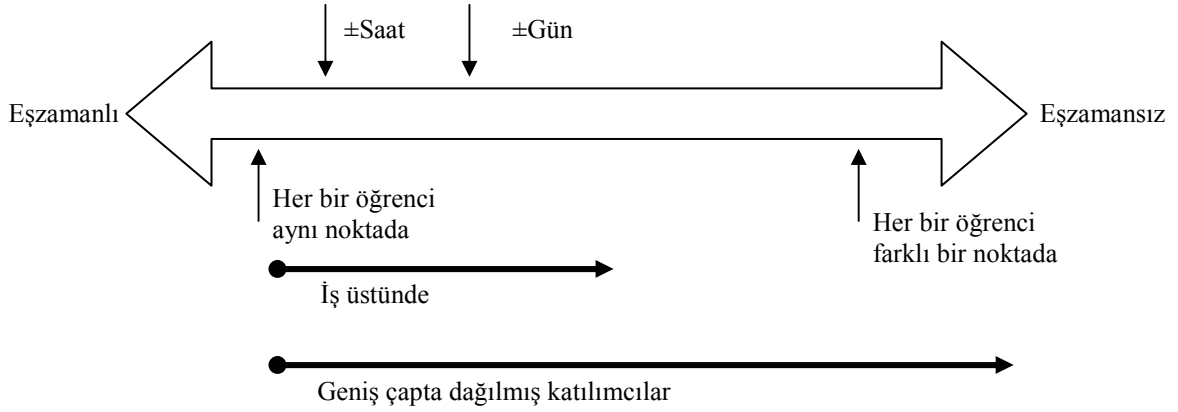 ±Saat
±Gün
Eşzamanlı
Eşzamansız
Her bir öğrenci
aynı noktada
Her bir öğrenci
farklı bir noktada
İş üstünde
Geniş çapta dağılmış katılımcılar